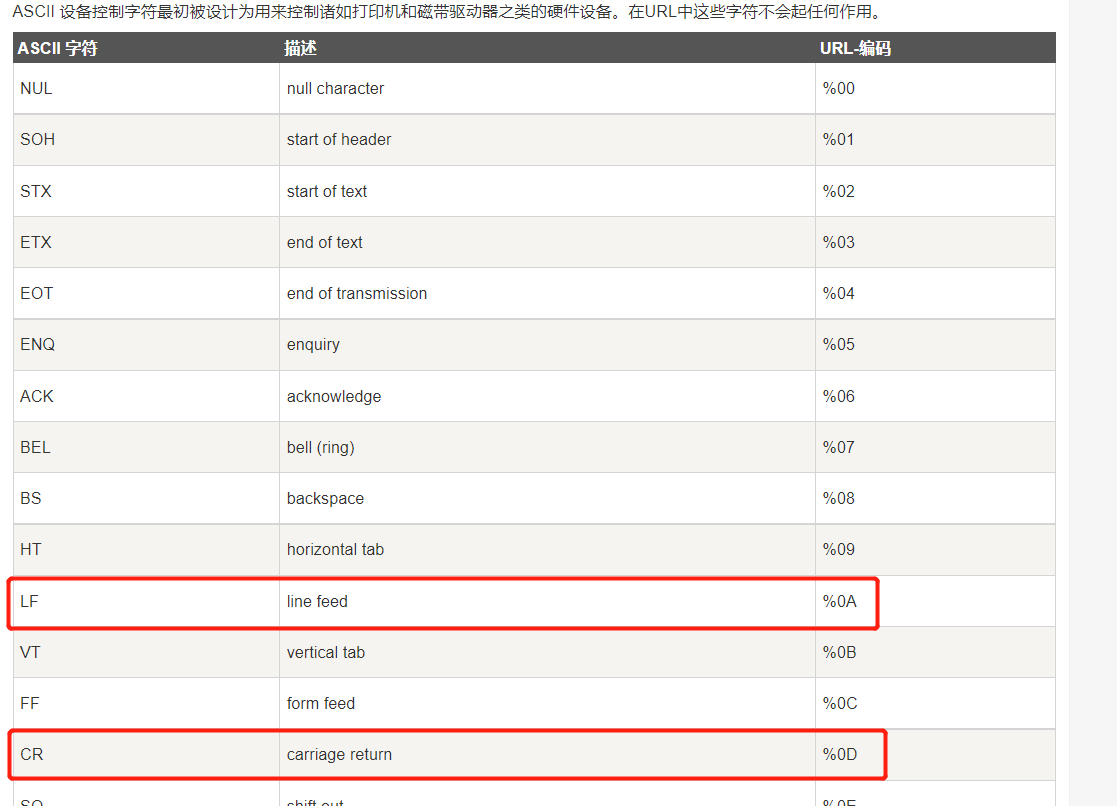 ASCII 设备控制字符最初被设计为用来控制诸如打印机和磁带驱动器之类的硬件设备。在URL中这些字符不会起任何作用。
ASCII 字符 描述 URL-编码
NUL null character %00
SOH start of header %01
STX start of text %02
ETX end of text %03
EOT end of transmission %04
ENQ enquiry %05
ACK acknowledge %06
BEL bell (ring) %07
BS backspace %08
HT horizontal tab %09
LF line feed %0A
VT vertical tab %0B
FF form feed %0C
CR carriage return %0D
SO shift out %0E